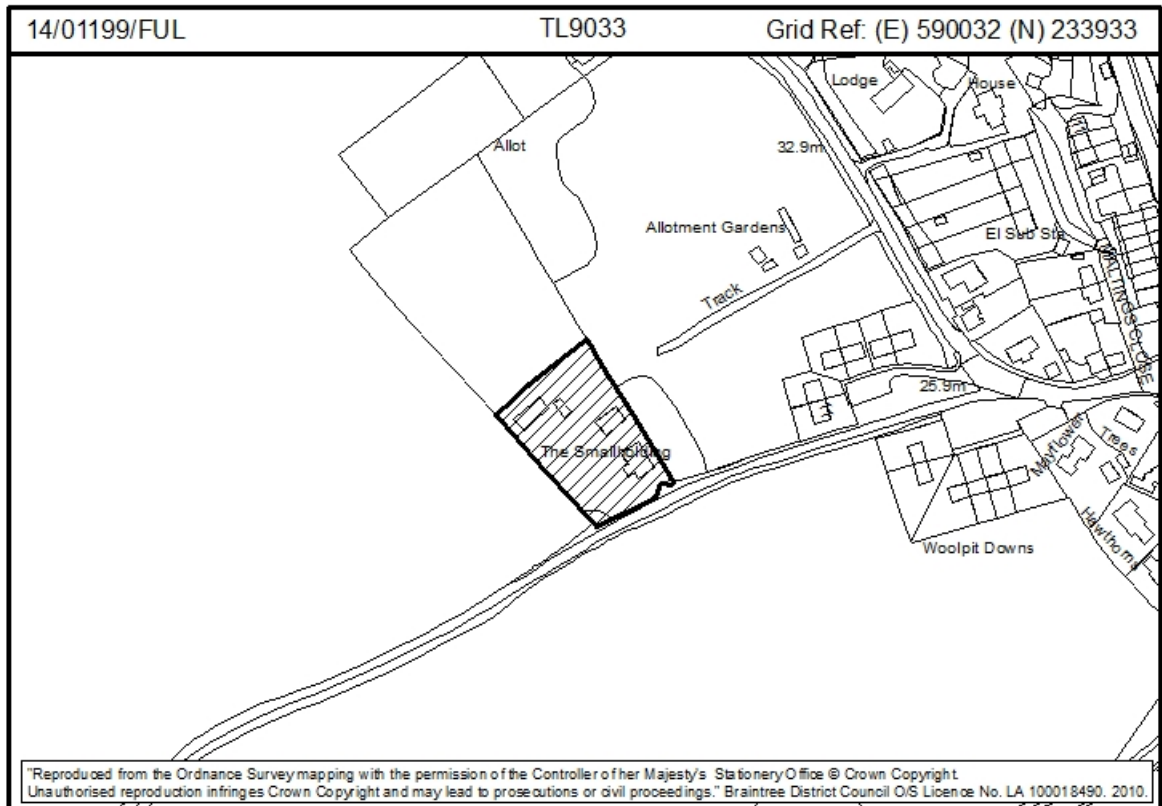 14/01199/FUL TL9033 Grid Ref: (E) 590032 (N) 233933
Lodge
House
Allot
32.9m
Allotment Gardens
El Sub Sta
Track
MALTINGS CLOSE
25.9m
The Smallholding
Mayflower
Trees
Hawthorns
Woolpit Downs
"Reproduced from the Ordnance Survey mapping with the permission of the Controller of her Majesty's Stationery Office © Crown Copyright.
Unauthorised reproduction infringes Crown Copyright and may lead to prosecutions or civil proceedings." Braintree District Council O/S Licence No. LA 100018490. 2010.